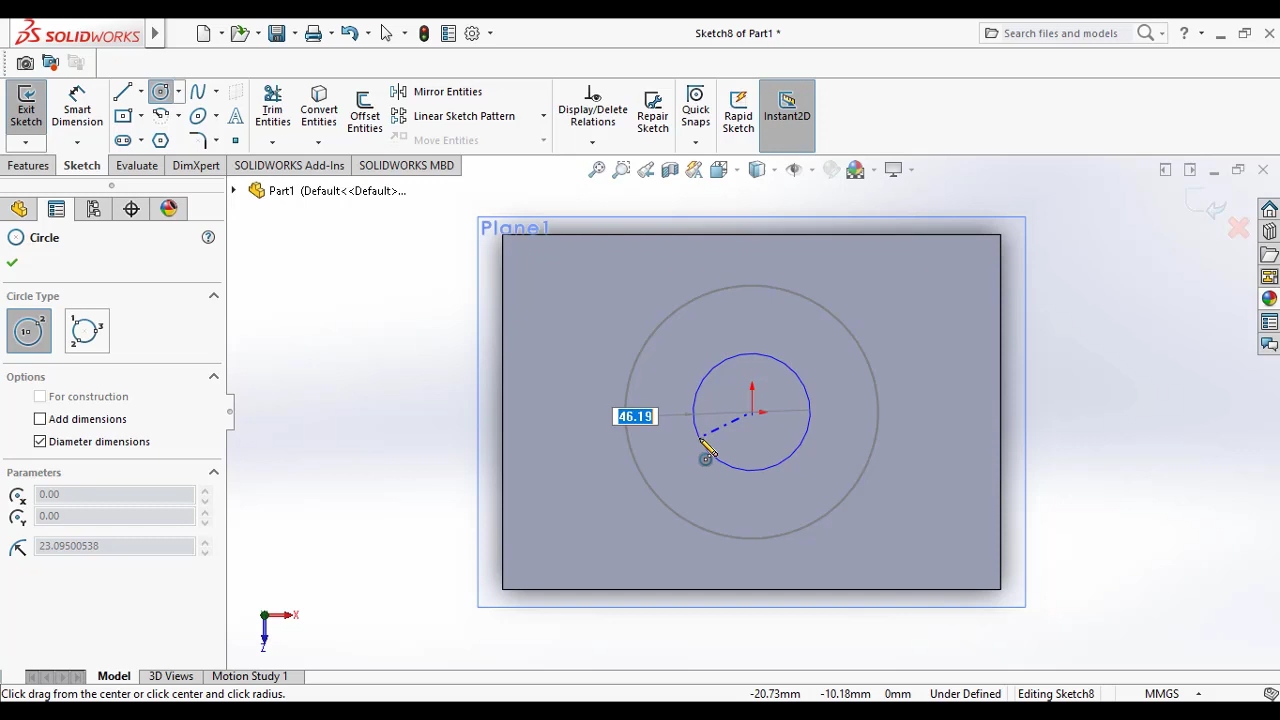 SOLIDWORKS
Sketch8 of Part1 *
Search files and models
?
Exit Sketch
Smart Dimension
Trim Entities
Convert Entities
Offset Entities
Mirror Entities
Linear Sketch Pattern
Move Entities
Display/Delete Relations
Repair Sketch
Quick Snaps
Rapid Sketch
Instant2D
Features
Sketch
Evaluate
DimXpert
SOLIDWORKS Add-Ins
SOLIDWORKS MBD
Part1 (Default<<Default>...
Circle
?
Circle Type
Options
For construction
Add dimensions
Diameter dimensions
0.00
0.00
23.09500538
Plane1
46.19
X
Z
Model
3D Views
Motion Study 1
Click drag from the center or click center and click radius.
-20.73mm
-10.18mm
0mm
Under Defined
Editing Sketch8
MMGS